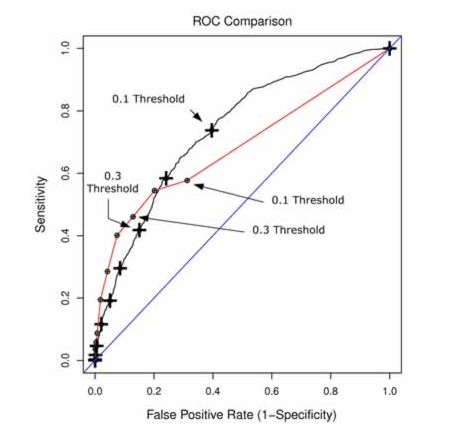 ROC Comparison
1.0
0.8
0.6
0.4
0.2
0.0
Sensitivity
0.1 Threshold
0.3
Threshold
0.1 Threshold
0.3 Threshold
0.0
0.2
0.4
0.6
0.8
1.0
False Positive Rate (1−Specificity)